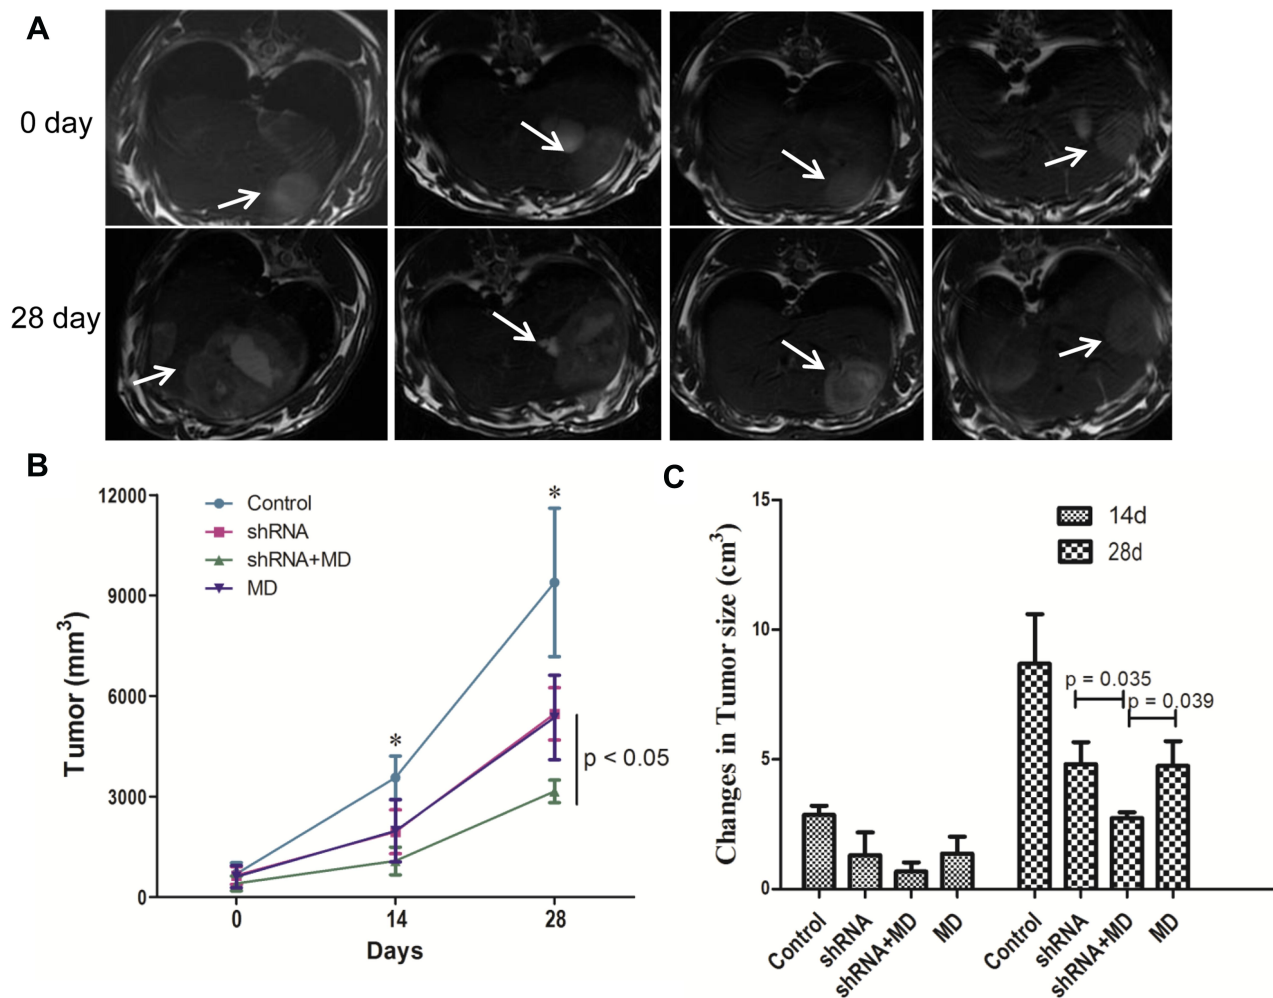 A
0 day
28 day
B
12000
9000
6000
3000
0
Tumor (mm³)
Control
shRNA
shRNA+MD
MD
*
*
p < 0.05
0
14
28
Days
C
15
10
5
0
Changes in Tumor size (cm³)
14d
28d
p = 0.035
p = 0.039
Control
shRNA
shRNA+MD
MD
Control
shRNA
shRNA+MD
MD